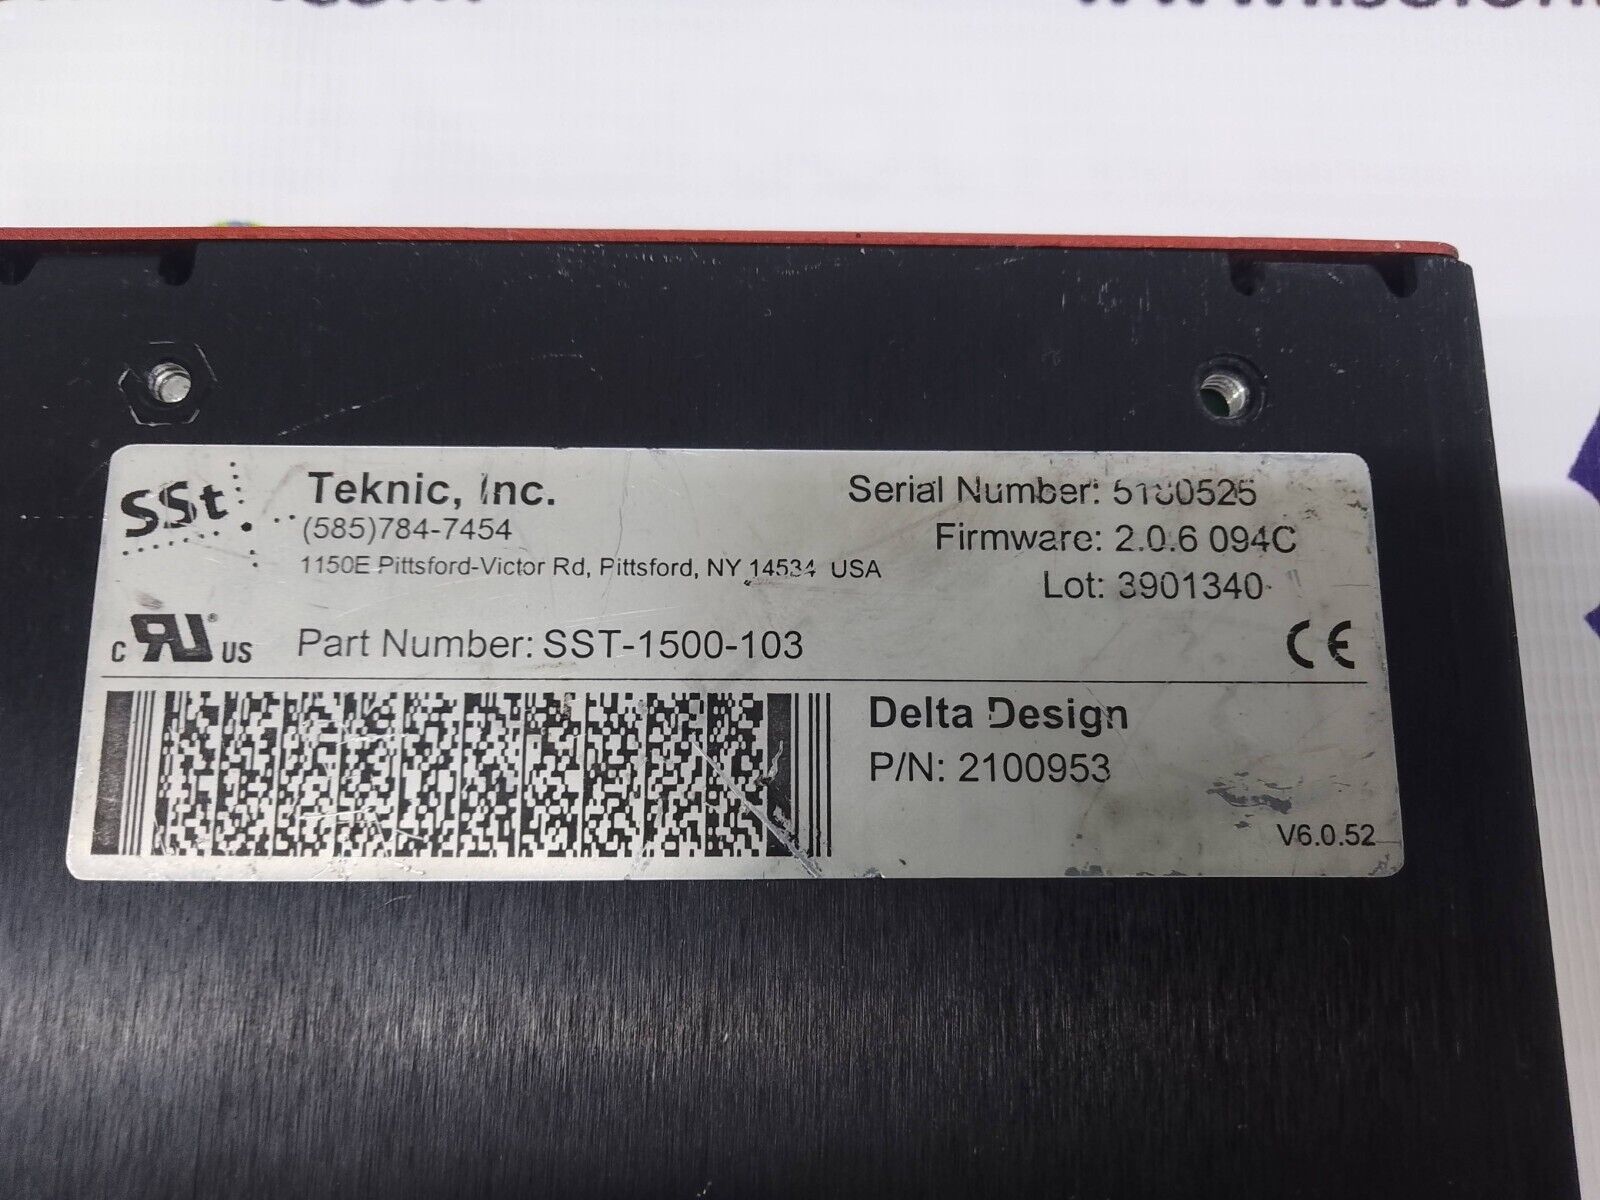 SSt
Teknic, Inc.
(585)784-7454
1150E Pittsford-Victor Rd, Pittsford, NY 14534 USA
Serial Number:
Firmware: 2.0.6 094C
Lot: 3901340
c RU US
Part Number: SST-1500-103
CE
Delta Design
P/N: 2100953
V6.0.52